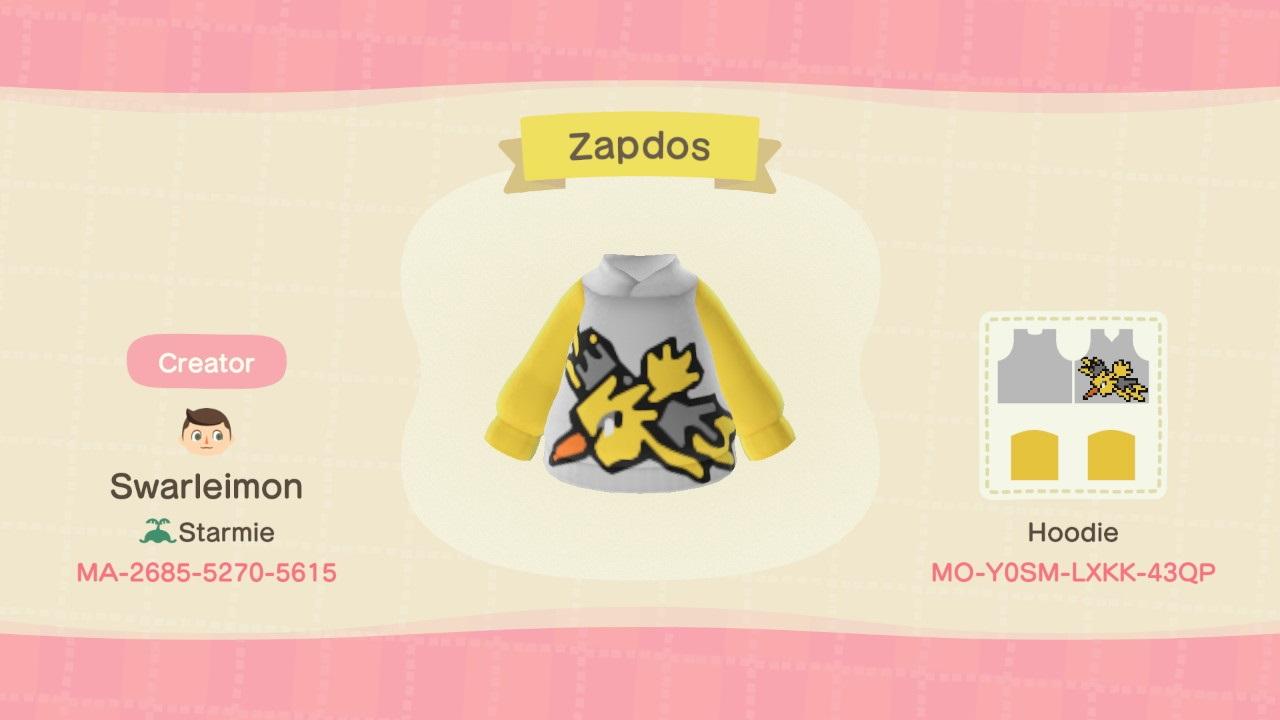 Zapdos
Creator
Swarleimon
Starmie
MA-2685-5270-5615
Hoodie
MO-Y0SM-LXKK-43QP